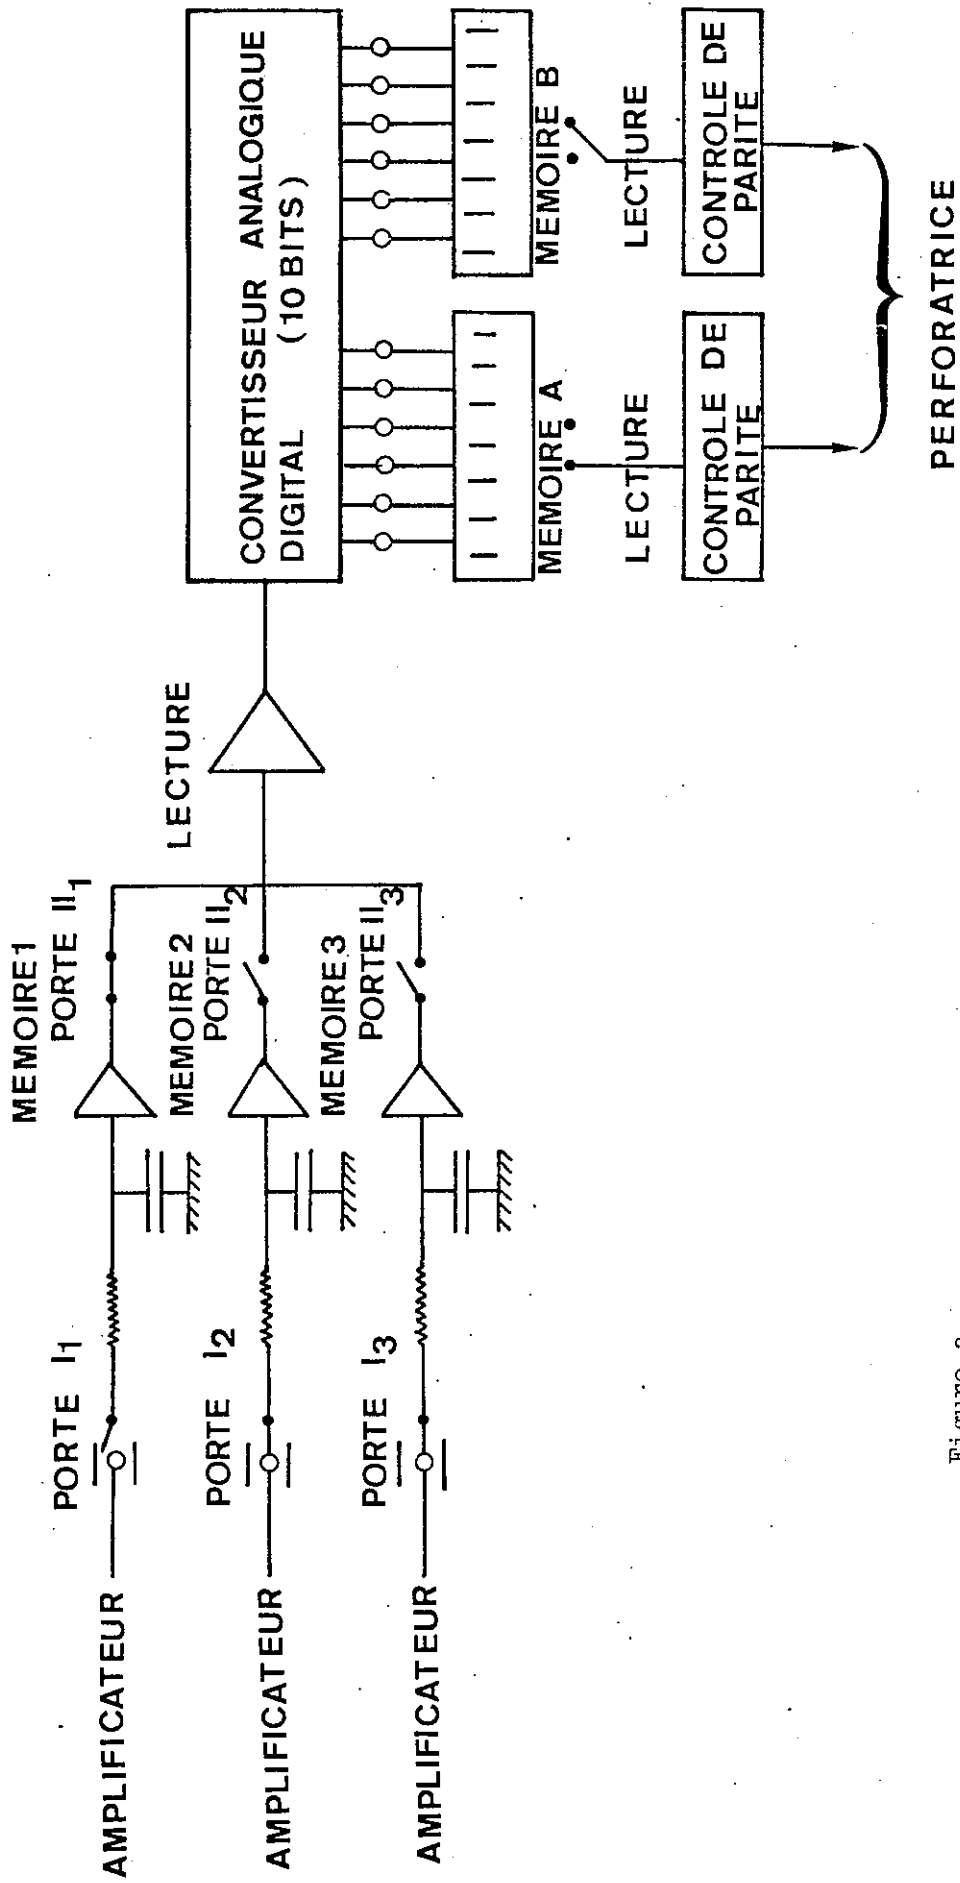 AMPLIFICATEUR
PORTE I1
MEMOIRE 1
PORTE II1
AMPLIFICATEUR
PORTE I2
MEMOIRE 2
PORTE II2
AMPLIFICATEUR
PORTE I3
MEMOIRE 3
PORTE II3
LECTURE
CONVERTISSEUR ANALOGIQUE
DIGITAL (10 BITS)
MEMOIRE A
MEMOIRE B
LECTURE
LECTURE
CONTROLE DE
PARITE
CONTROLE DE
PARITE
PERFORATRICE
Figure